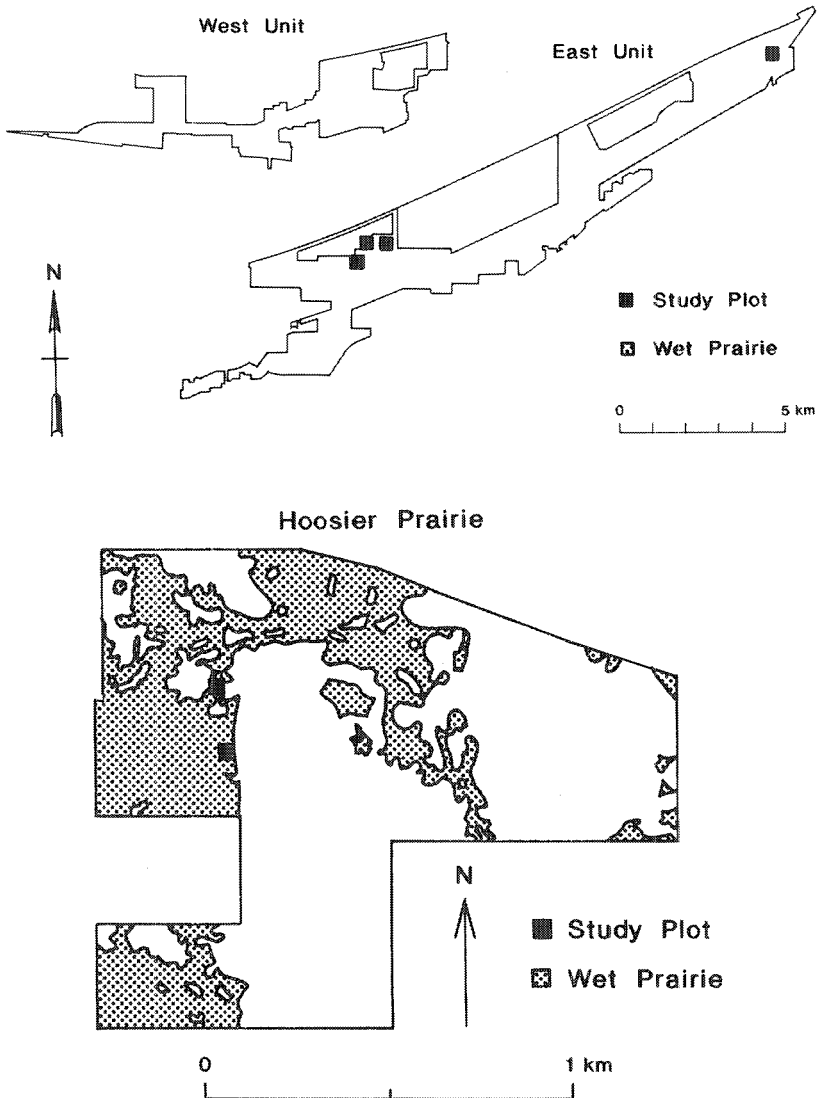 West Unit
East Unit
N
Study Plot
Wet Prairie
0 5 km
Hoosier Prairie
N
Study Plot
Wet Prairie
0 1 km